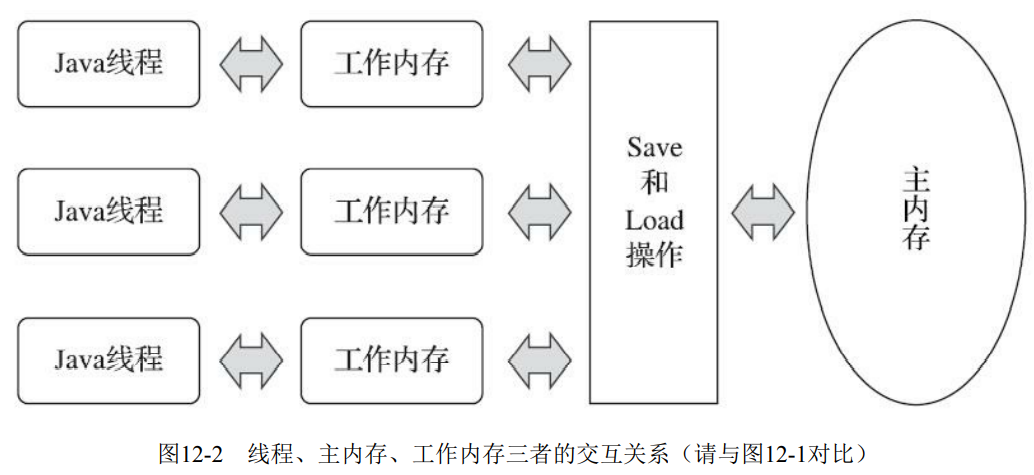 Java线程
工作内存
Java线程
工作内存
Java线程
工作内存
Save
和
Load
操作
主内存
图12-2 线程、主内存、工作内存三者的交互关系（请与图12-1对比）